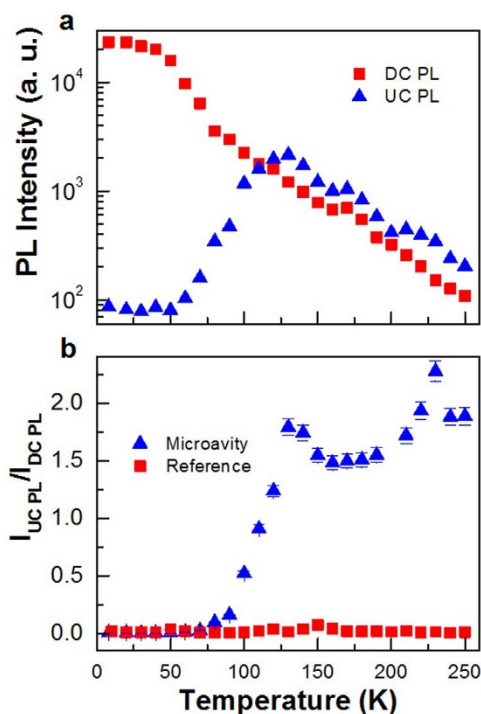 a
PL Intensity (a. u.)
10^4
10^3
10^2
DC PL
UC PL
b
I_UC PL/I_DC PL
2.0
1.5
1.0
0.5
0.0
Microavity
Reference
0 50 100 150 200 250
Temperature (K)